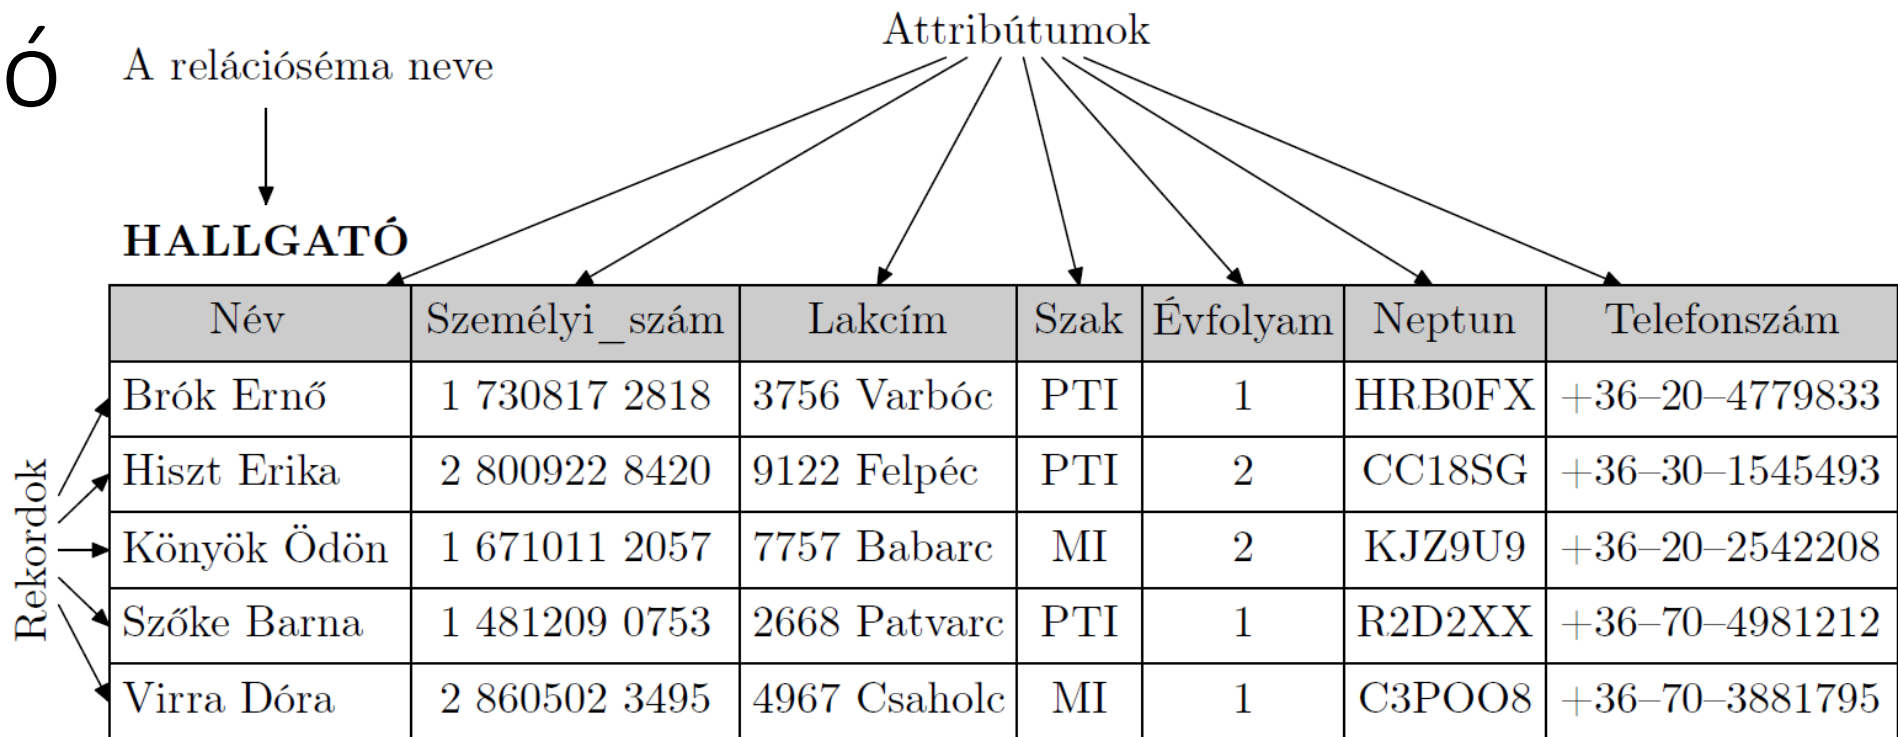 Attribútumok
Ó
A relációséma neve
HALLGATÓ
Név Személyi_szám Lakcím Szak Évfolyam Neptun Telefonszám
Rekordok
Brók Ernő 1 730817 2818 3756 Varbóc PTI 1 HRB0FX +36–20–4779833
Hiszt Erika 2 800922 8420 9122 Felpéc PTI 2 CC18SG +36–30–1545493
Könyök Ödön 1 671011 2057 7757 Babarc MI 2 KJZ9U9 +36–20–2542208
Szőke Barna 1 481209 0753 2668 Patvarc PTI 1 R2D2XX +36–70–4981212
Virra Dóra 2 860502 3495 4967 Csaholc MI 1 C3POO8 +36–70–3881795